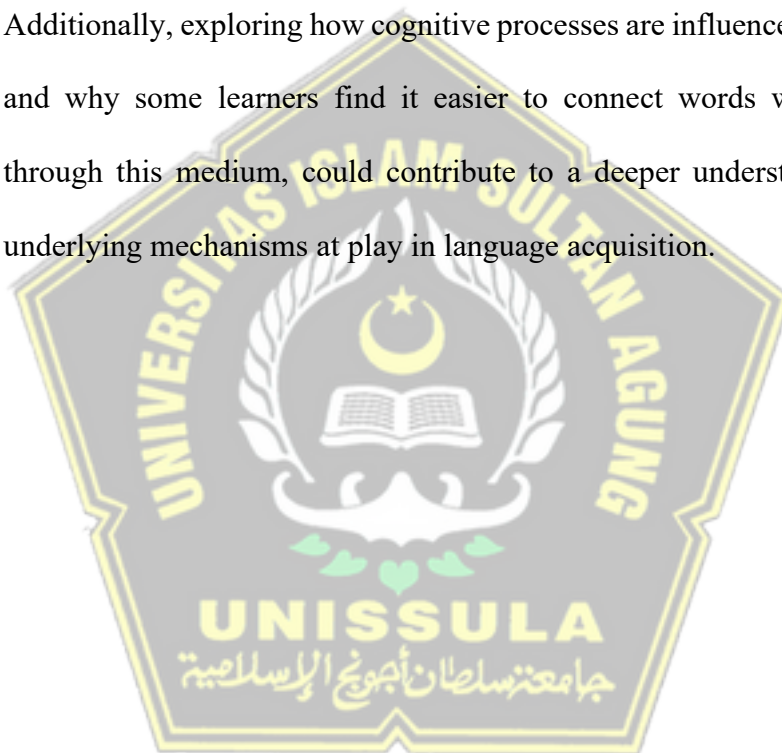 Additionally, exploring how cognitive processes are influence
and why some learners find it easier to connect words
through this medium, could contribute to a deeper underst
underlying mechanisms at play in language acquisition.
UNIVERSITAS ISLAM SULTAN AGUNG
UNISSULA
جامعة سلطان أجونج الإسلامية